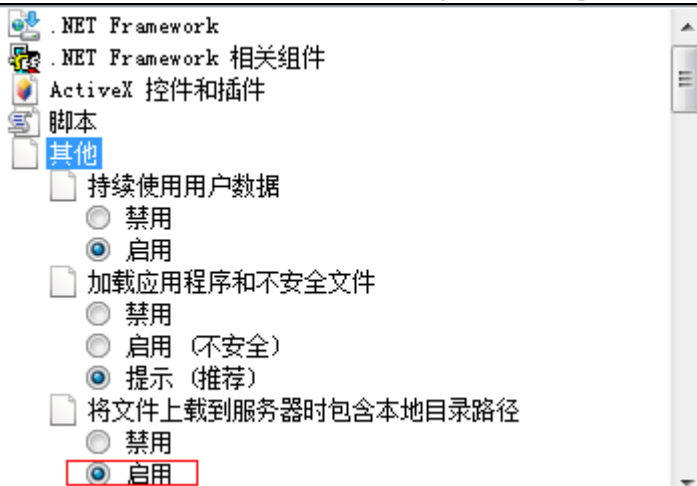 .NET Framework
.NET Framework 相关组件
ActiveX 控件和插件
脚本
其他
持续使用用户数据
禁用
启用
加载应用程序和不安全文件
禁用
启用（不安全）
提示（推荐）
将文件上载到服务器时包含本地目录路径
禁用
启用